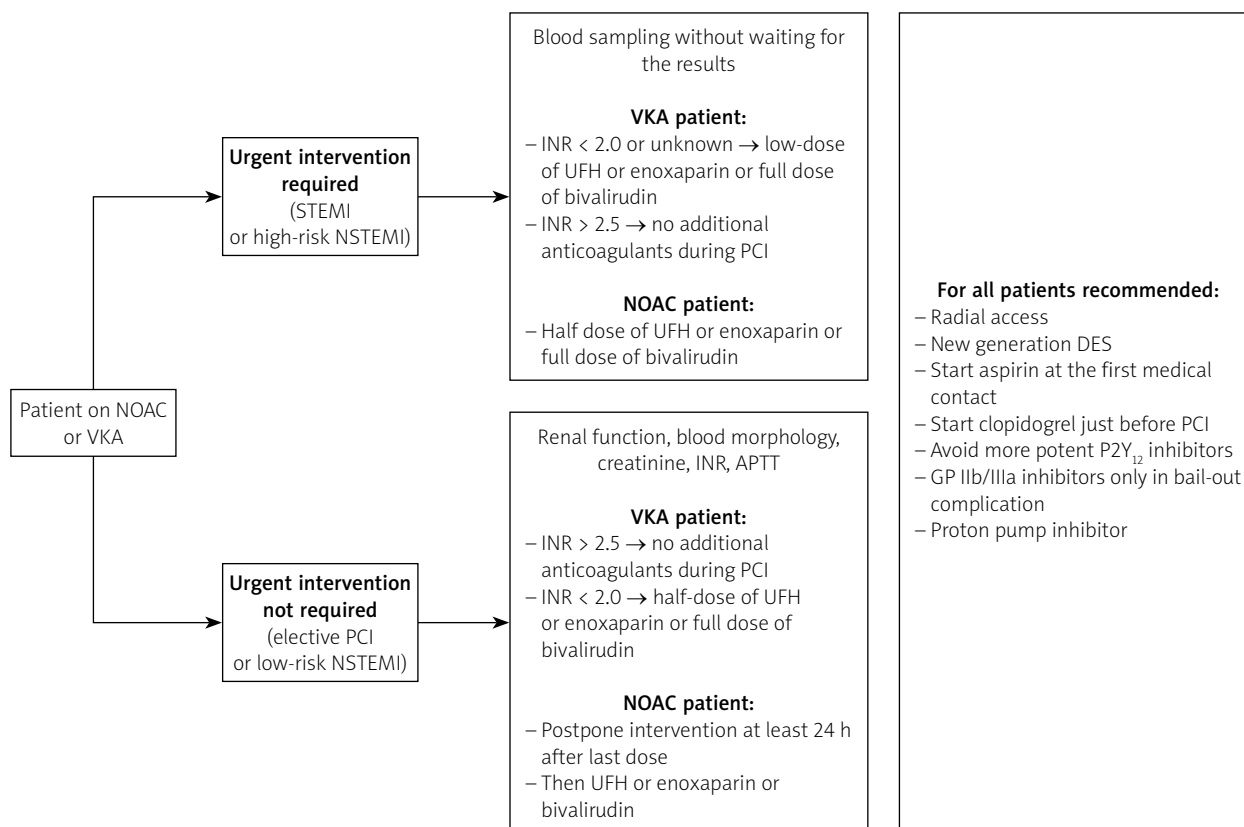 Patient on NOAC
or VKA
Urgent intervention
required
(STEMI
or high-risk NSTEMI)
Blood sampling without waiting for
the results
VKA patient:
– INR < 2.0 or unknown → low-dose
of UFH or enoxaparin or full dose
of bivalirudin
– INR > 2.5 → no additional
anticoagulants during PCI
NOAC patient:
– Half dose of UFH or enoxaparin or
full dose of bivalirudin
Urgent intervention
not required
(elective PCI
or low-risk NSTEMI)
Renal function, blood morphology,
creatinine, INR, APTT
VKA patient:
– INR > 2.5 → no additional
anticoagulants during PCI
– INR < 2.0 → half-dose of UFH
or enoxaparin or full dose of
bivalirudin
NOAC patient:
– Postpone intervention at least 24 h
after last dose
– Then UFH or enoxaparin or
bivalirudin
For all patients recommended:
– Radial access
– New generation DES
– Start aspirin at the first medical
contact
– Start clopidogrel just before PCI
– Avoid more potent P2Y₁₂ inhibitors
– GP IIb/IIIa inhibitors only in bail-out
complication
– Proton pump inhibitor